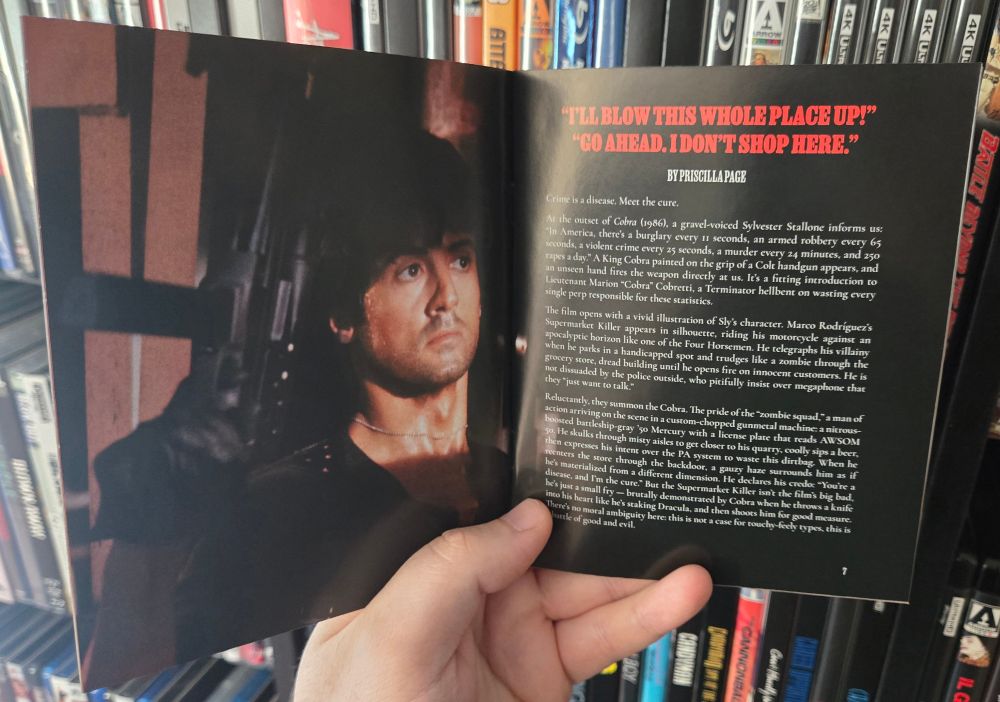 4K ULTRA
4K ULTRA
4K ULTRA
4K
ARROW
"I'LL BLOW THIS WHOLE PLACE UP!"
"GO AHEAD. I DON'T SHOP HERE."
BY PRISCILLA PAGE
Crime is a disease. Meet the cure.
At the outset of Cobra (1986), a gravel-voiced Sylvester Stallone informs us:
"In America, there's a burglary every 11 seconds, an armed robbery every 65
seconds, a violent crime every 25 seconds, a murder every 24 minutes, and 250
rapes a day." A King Cobra painted on the grip of a Colt handgun appears, and
an unseen hand fires the weapon directly at us. It's a fitting introduction to
Lieutenant Marion "Cobra" Cobretti, a Terminator hellbent on wasting every
single perp responsible for these statistics.
The film opens with a vivid illustration of Sly's character. Marco Rodríguez's
Supermarket Killer appears in silhouette, riding his motorcycle against an
apocalyptic horizon like one of the Four Horsemen. He telegraphs his villainy
when he parks in a handicapped spot and trudges like a zombie through the
grocery store, dread building until he opens fire on innocent customers. He is
not dissuaded by the police outside, who pitifully insist over megaphone that
they "just want to talk."
Reluctantly, they summon the Cobra. The pride of the "zombie squad," a man of
action arriving on the scene in a custom-chopped gunmetal machine: a nitrous-
boosted battleship-gray '50 Mercury with a license plate that reads AWSOM
50. He skulks through misty aisles to get closer to his quarry, coolly sips a beer,
then expresses his intent over the PA system to waste this dirtbag. When he
reenters the store through the backdoor, a gauzy haze surrounds him as if
he's materialized from a different dimension. He declares his credo: "You're a
disease, and I'm the cure." But the Supermarket Killer isn't the film's big bad,
he's just a small fry — brutally demonstrated by Cobra when he throws a knife
into his heart like he's staking Dracula, and then shoots him for good measure.
There's no moral ambiguity here: this is not a case for touchy-feely types, this is
battle of good and evil.
7
CONAN
CANNIBAL